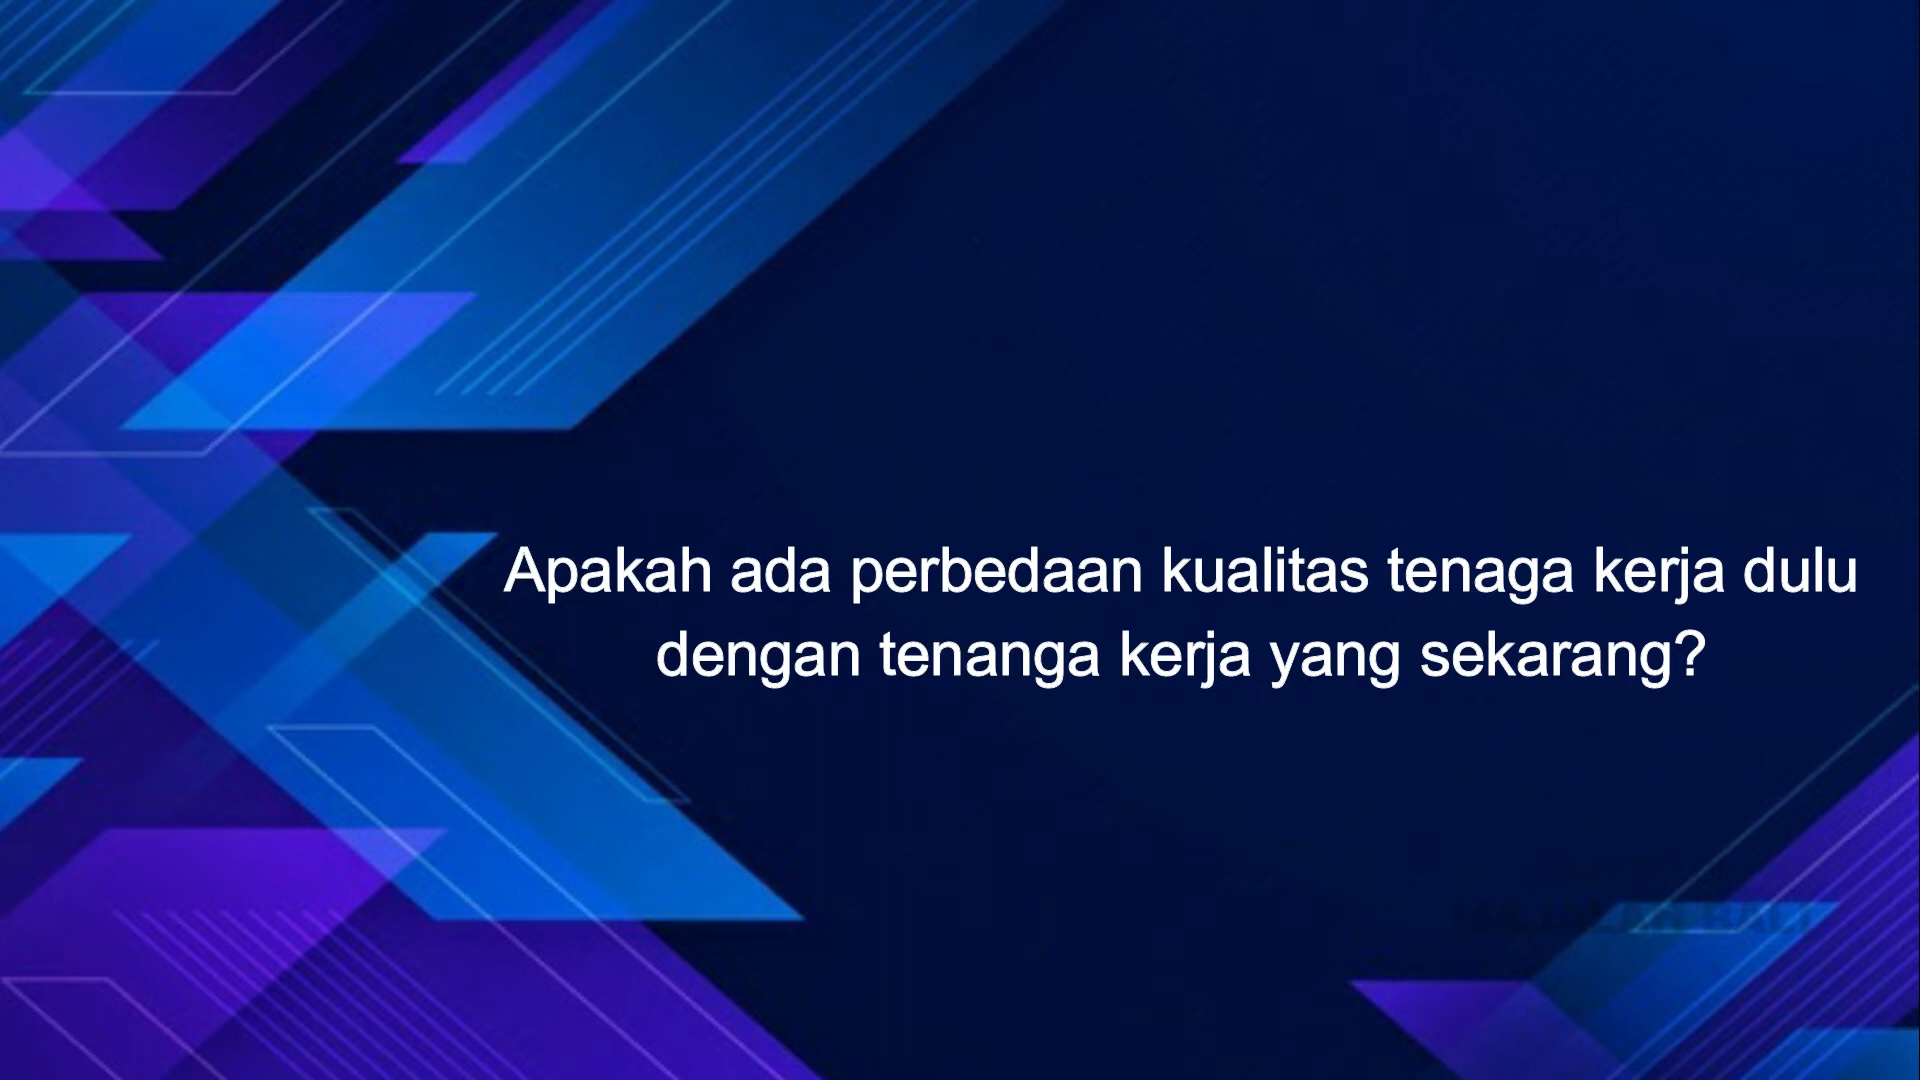 Apakah ada perbedaan kualitas tenaga kerja dulu
dengan tenanga kerja yang sekarang?